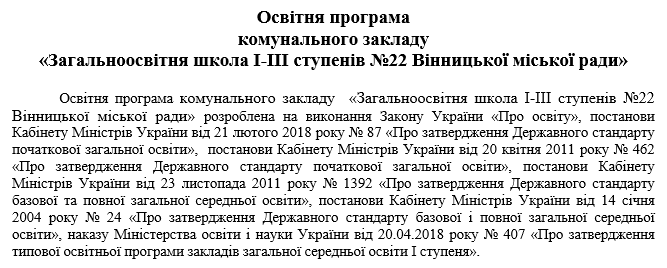 Освітня програма
комунального закладу
«Загальноосвітня школа І-ІІІ ступенів №22 Вінницької міської ради»
Освітня програма комунального закладу «Загальноосвітня школа І-ІІІ ступенів №22
Вінницької міської ради» розроблена на виконання Закону України «Про освіту», постанови
Кабінету Міністрів України від 21 лютого 2018 року № 87 «Про затвердження Державного стандарту
початкової загальної освіти», постанови Кабінету Міністрів України від 20 квітня 2011 року № 462
«Про затвердження Державного стандарту початкової загальної освіти», постанови Кабінету
Міністрів України від 23 листопада 2011 року № 1392 «Про затвердження Державного стандарту
базової та повної загальної середньої освіти», постанови Кабінету Міністрів України від 14 січня
2004 року № 24 «Про затвердження Державного стандарту базової і повної загальної середньої
освіти», наказу Міністерства освіти і науки України від 20.04.2018 року № 407 «Про затвердження
типової освітньої програми закладів загальної середньої освіти І ступеня».